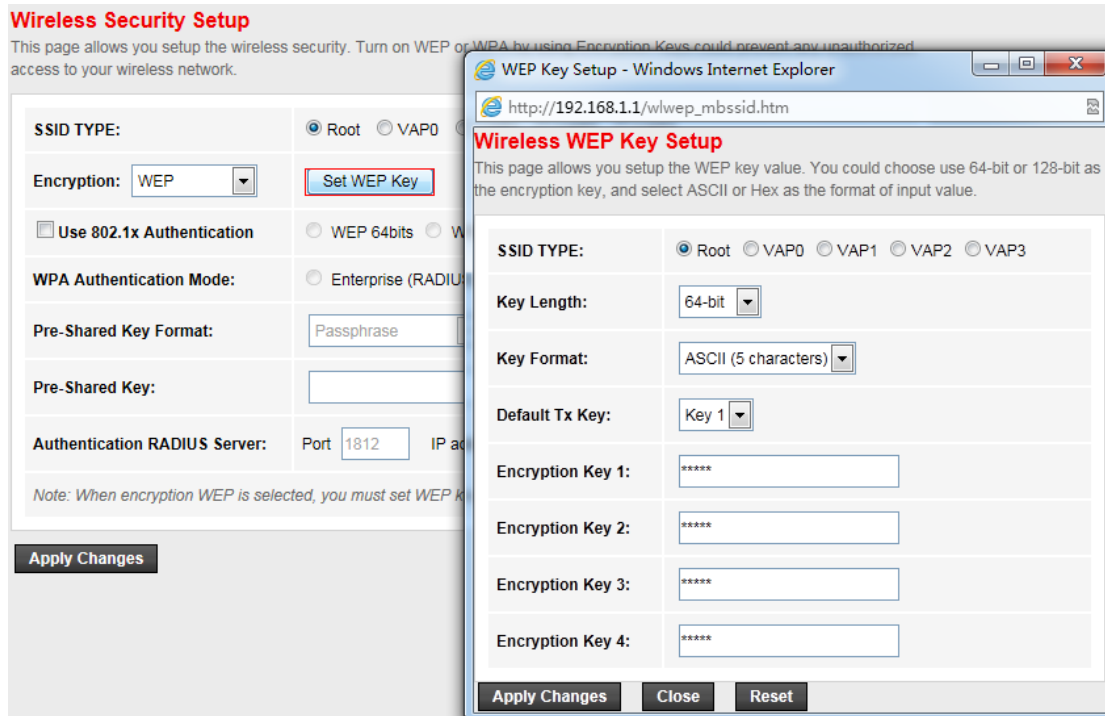 Wireless Security Setup
This page allows you setup the wireless security. Turn on WEP or WPA by using Encryption Keys could prevent any unauthorized
access to your wireless network.
SSID TYPE: Root VAP0
Encryption: WEP Set WEP Key
Use 802.1x Authentication WEP 64bits
WPA Authentication Mode: Enterprise (RADIUS
Pre-Shared Key Format: Passphrase
Pre-Shared Key:
Authentication RADIUS Server: Port 1812 IP
Note: When encryption WEP is selected, you must set WEP
Apply Changes
WEP Key Setup - Windows Internet Explorer
http://192.168.1.1/wlwep_mbssid.htm
Wireless WEP Key Setup
This page allows you setup the WEP key value. You could choose use 64-bit or 128-bit as
the encryption key, and select ASCII or Hex as the format of input value.
SSID TYPE: Root VAP0 VAP1 VAP2 VAP3
Key Length: 64-bit
Key Format: ASCII (5 characters)
Default Tx Key: Key 1
Encryption Key 1: *****
Encryption Key 2: *****
Encryption Key 3: *****
Encryption Key 4: *****
Apply Changes Close Reset